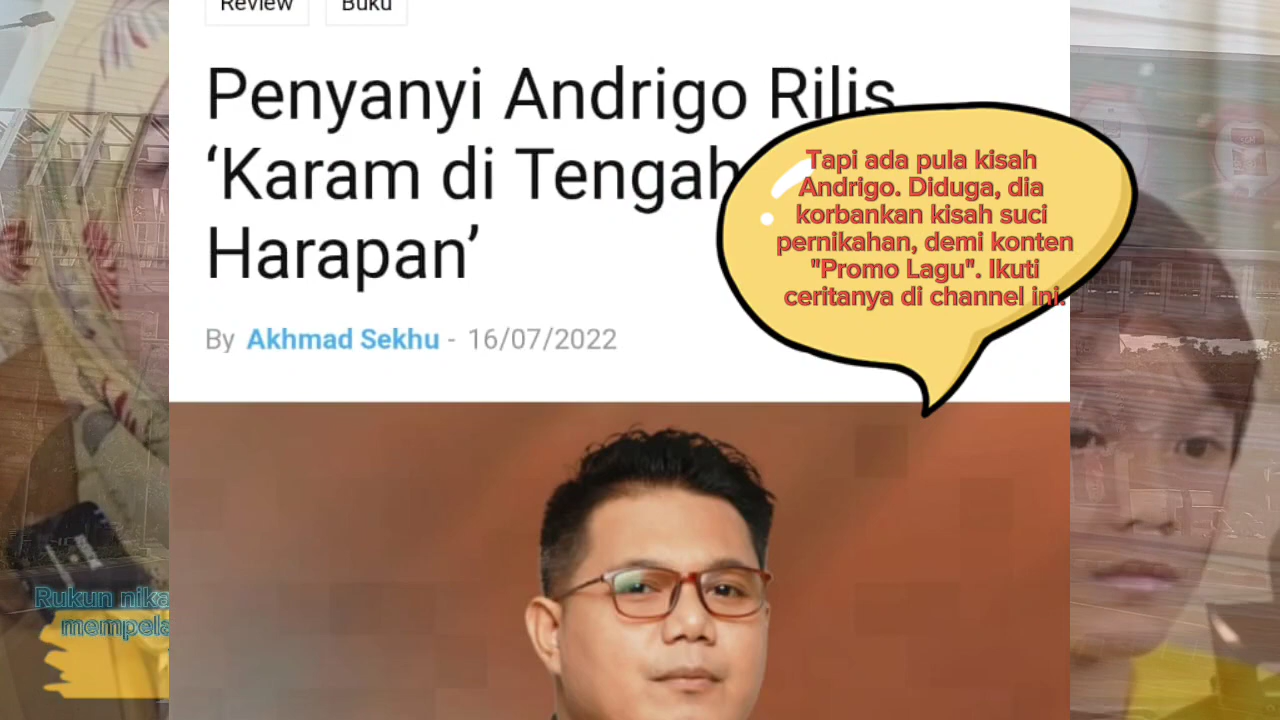 Review Buku
Penyanyi Andrigo Rilis
‘Karam di Tengah
Harapan’
By Akhmad Sekhu - 16/07/2022
Tapi ada pula kisah
Andrigo. Diduga, dia
korbankan kisah suci
pernikahan, demi konten
"Promo Lagu". Ikuti
ceritanya di channel ini.
Rukun nika
mempela